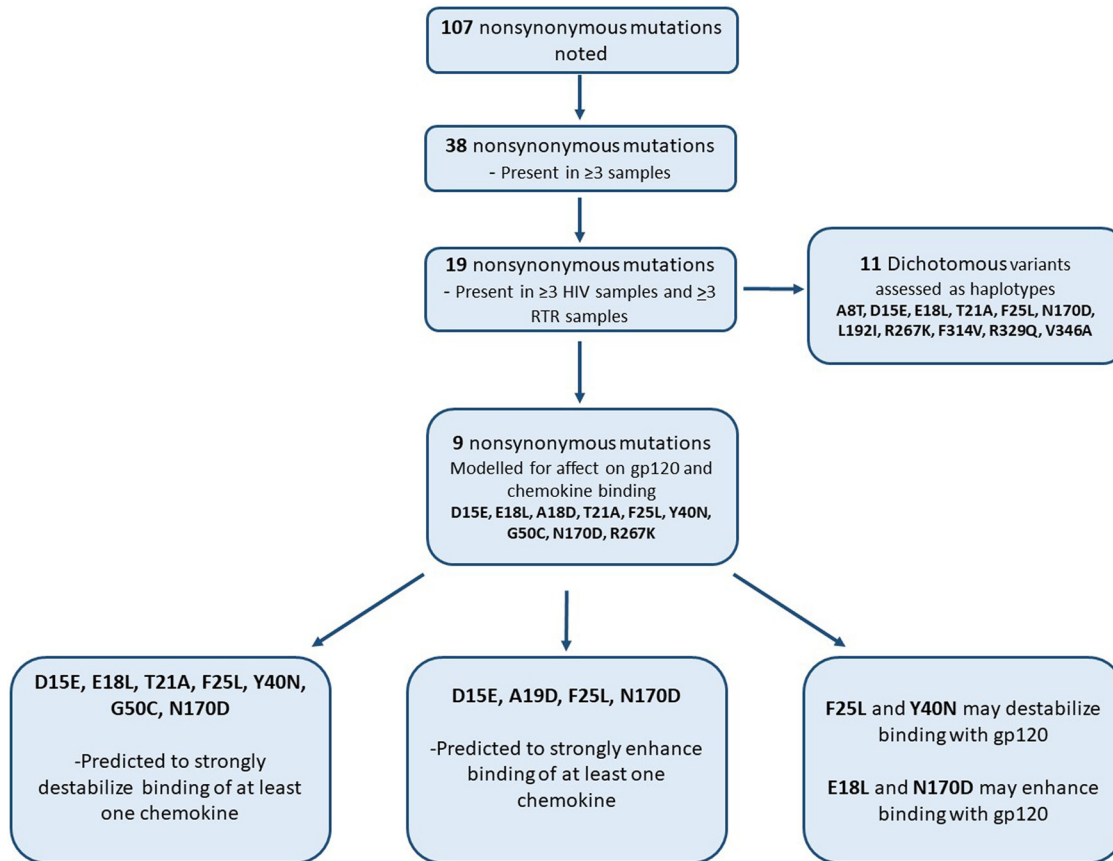 107 nonsynonymous mutations
noted
38 nonsynonymous mutations
- Present in ≥3 samples
19 nonsynonymous mutations
- Present in ≥3 HIV samples and ≥3
RTR samples
11 Dichotomous variants
assessed as haplotypes
A8T, D15E, E18L, T21A, F25L, N170D,
L192I, R267K, F314V, R329Q, V346A
9 nonsynonymous mutations
Modelled for affect on gp120 and
chemokine binding
D15E, E18L, A18D, T21A, F25L, Y40N,
G50C, N170D, R267K
D15E, E18L, T21A, F25L, Y40N,
G50C, N170D
-Predicted to strongly
destabilize binding of at least
one chemokine
D15E, A19D, F25L, N170D
-Predicted to strongly enhance
binding of at least one
chemokine
F25L and Y40N may destabilize
binding with gp120
E18L and N170D may enhance
binding with gp120